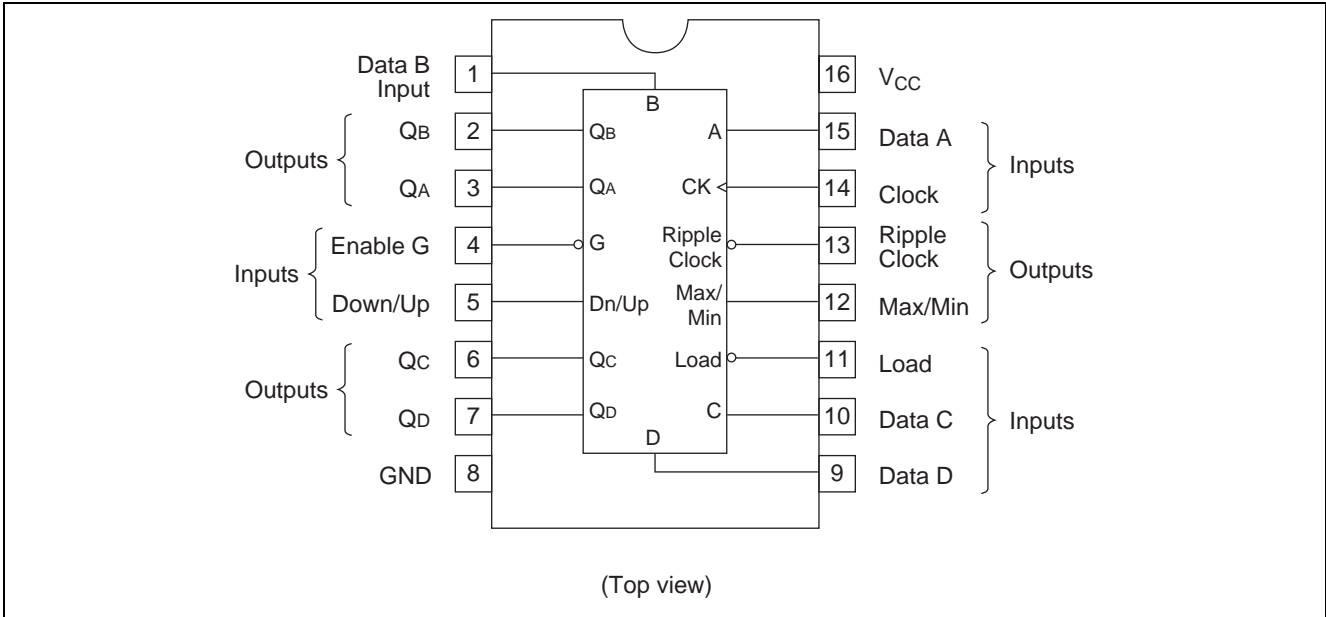 Data B
Input
1
16
VCC
B
Outputs
QB
2
QB
A
15
Data A
Inputs
QA
3
QA
CK
14
Clock
Inputs
Enable G
4
G
Ripple
Clock
13
Ripple
Clock
Outputs
Down/Up
5
Dn/Up
Max/
Min
12
Max/Min
Outputs
QC
6
QC
Load
11
Load
Inputs
QD
7
QD
C
10
Data C
D
GND
8
9
Data D
(Top view)